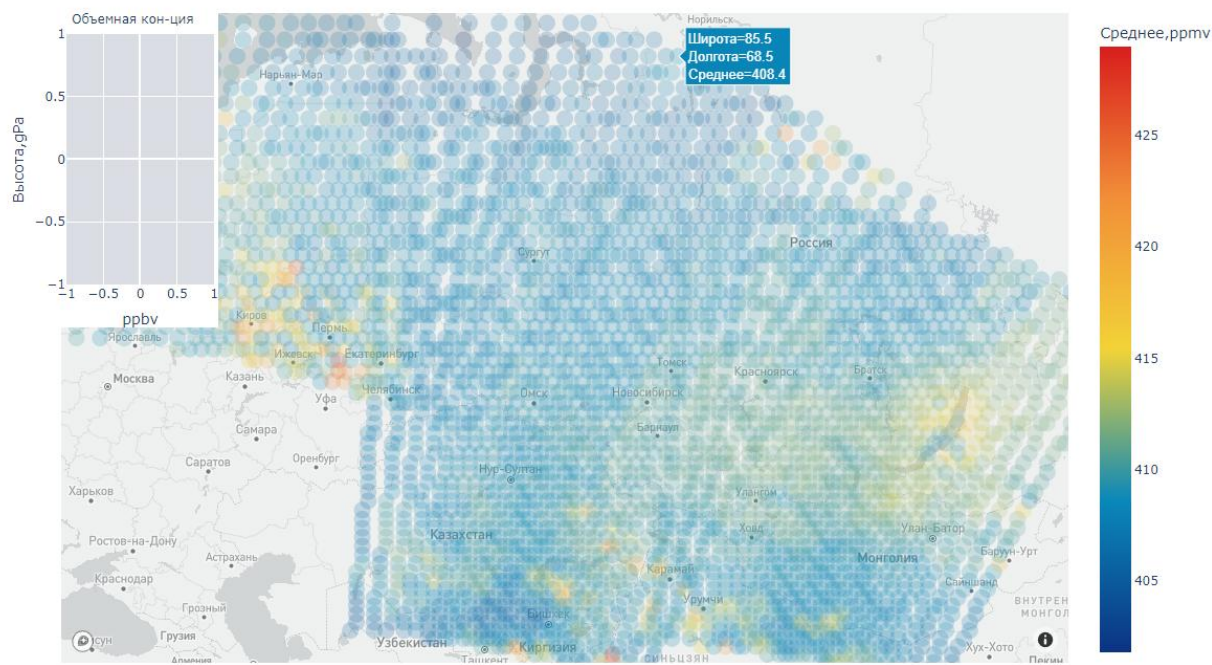 Объемная кон-ция
1
0.5
0
−0.5
−1
Высота,gPa
−1
−0.5
0
0.5
1
ppbv
Широта=85.5
Долгота=68.5
Среднее=408.4
Среднее,ppmv
425
420
415
410
405
Норильск
Нарьян-Мар
Россия
Сургут
Киров
Пермь
Ярославль
Ижевск
Екатеринбург
Москва
Казань
Челябинск
Томск
Красноярск
Братск
Уфа
Омск
Новосибирск
Самара
Барнаул
Саратов
Оренбург
Нур-Султан
Харьков
Улангом
Ховд
Улан-Батор
Ростов-на-Дону
Казахстан
Астрахань
Монголия
Баруун-Урт
Краснодар
Карамай
Сайншанд
Грозный
Урумчи
ВНУТРЕН
МОНГОЛ
Бишкек
сун
Грузия
Узбекистан
Киргизия
Хух-Хото
Армения
Ташкент
СИНЬЦЗЯН
Пекин